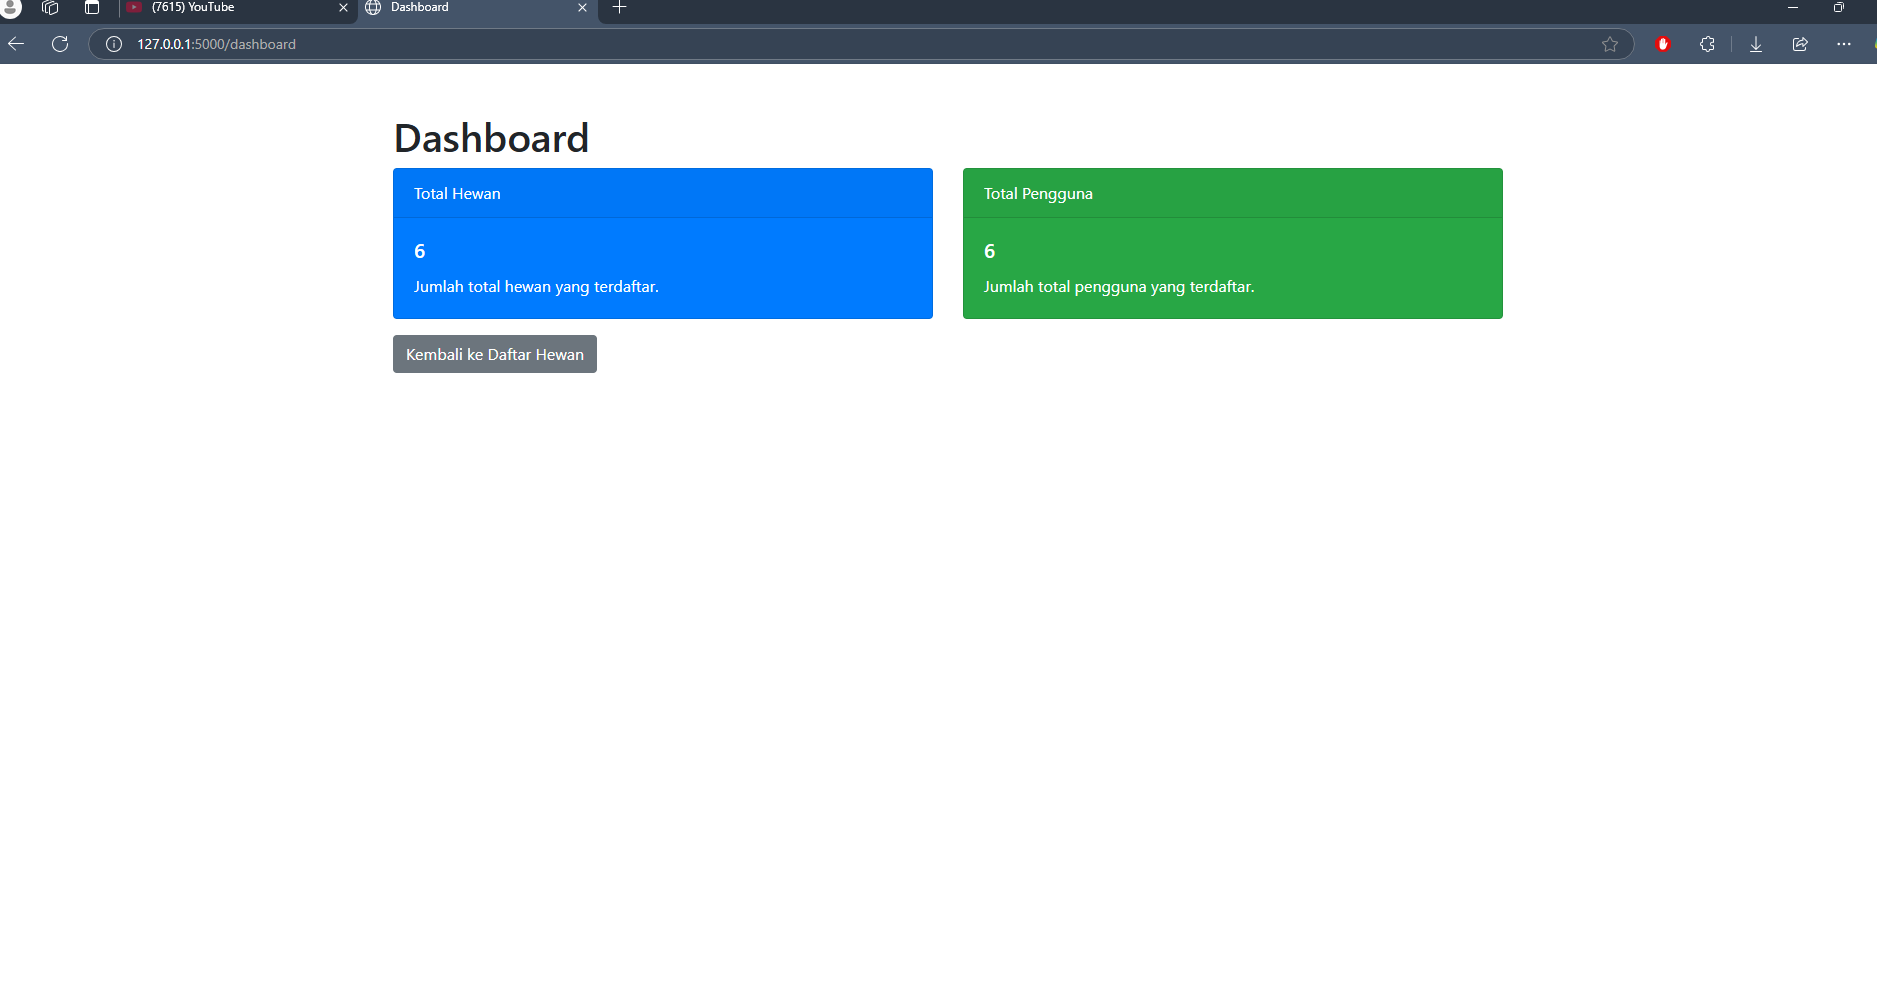 (7615) YouTube
Dashboard
127.0.0.1:5000/dashboard
Dashboard
Total Hewan
6
Jumlah total hewan yang terdaftar.
Total Pengguna
6
Jumlah total pengguna yang terdaftar.
Kembali ke Daftar Hewan